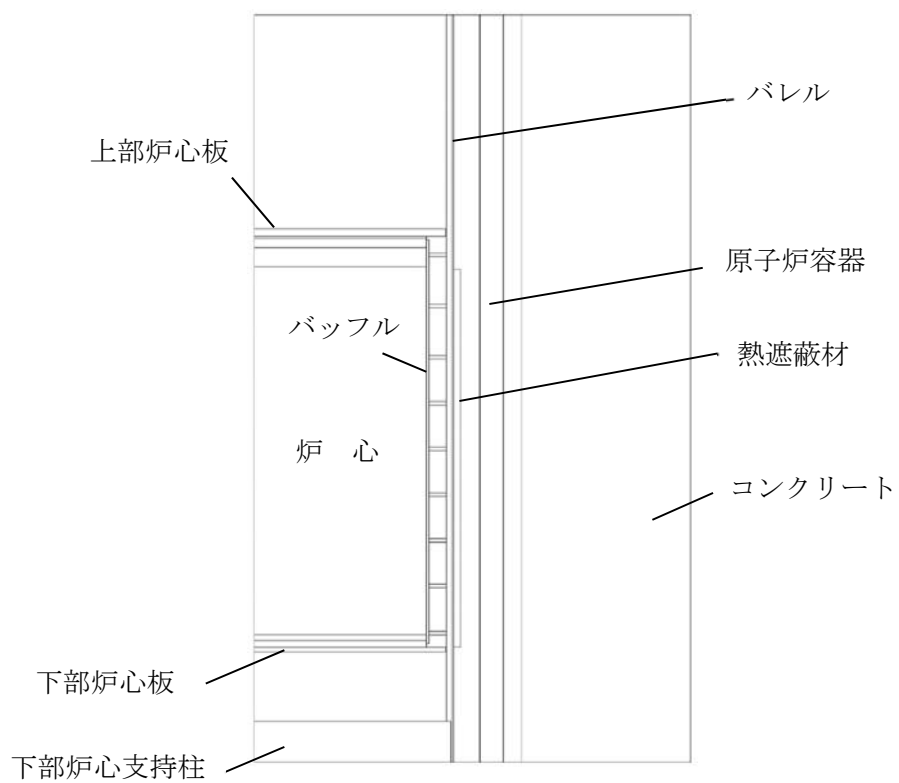 バレル
上部炉心板
原子炉容器
バッフル
熱遮蔽材
炉 心
コンクリート
下部炉心板
下部炉心支持柱